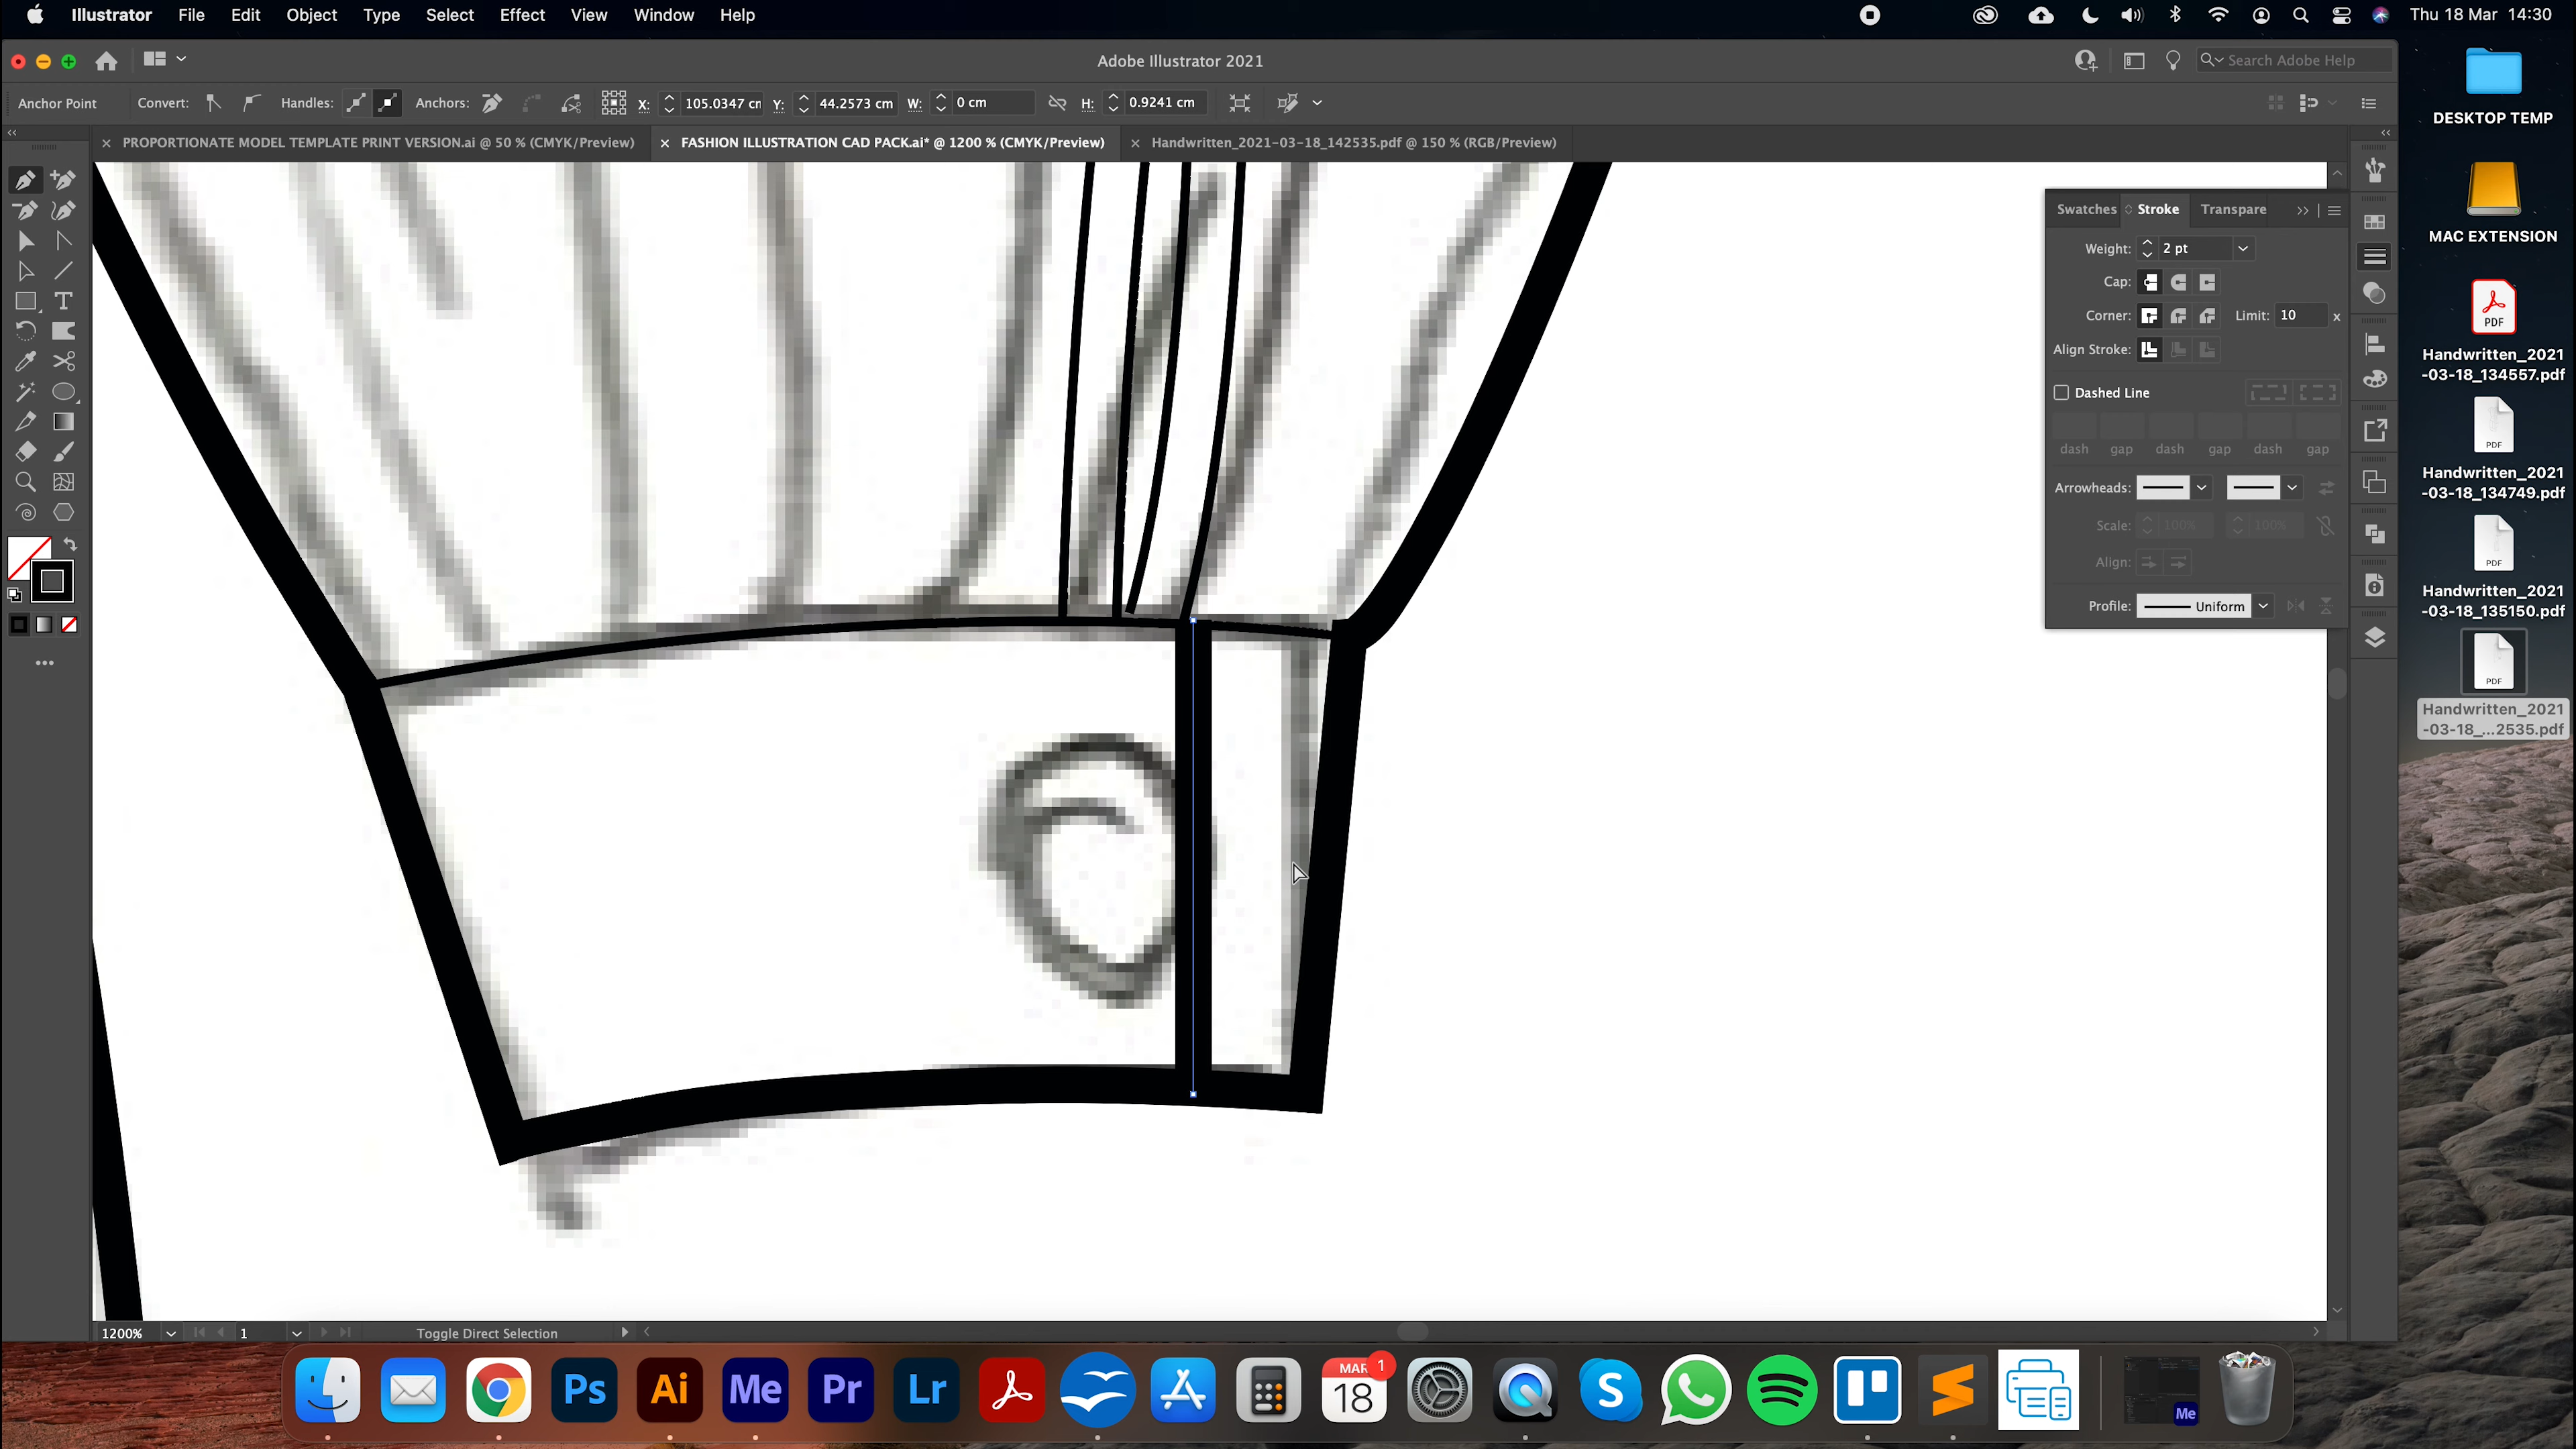 Illustrator File Edit Object Type Select Effect View Window Help Thu 18 Mar 14:30
Adobe Illustrator 2021 Search Adobe Help
Anchor Point Convert: Handles: Anchors: X: 105.0347 cm Y: 44.2573 cm W: 0 cm H: 0.9241 cm
PROPORTIONATE MODEL TEMPLATE PRINT VERSION.ai @ 50 % (CMYK/Preview) FASHION ILLUSTRATION CAD PACK.ai* @ 1200 % (CMYK/Preview) Handwritten_2021-03-18_142535.pdf @ 150 % (RGB/Preview)
Swatches Stroke Transpare
Weight: 2 pt
Cap:
Corner: Limit: 10 x
Align Stroke:
Dashed Line
dash gap dash gap dash gap
Arrowheads:
Scale: 100% 100%
Align:
Profile: Uniform
DESKTOP TEMP
MAC EXTENSION
PDF
Handwritten_2021
-03-18_134557.pdf
PDF
Handwritten_2021
-03-18_134749.pdf
PDF
Handwritten_2021
-03-18_135150.pdf
PDF
Handwritten_2021
-03-18_...2535.pdf
1200% 1 Toggle Direct Selection
Ps Ai Me Pr Lr MAR 18 1 S Me